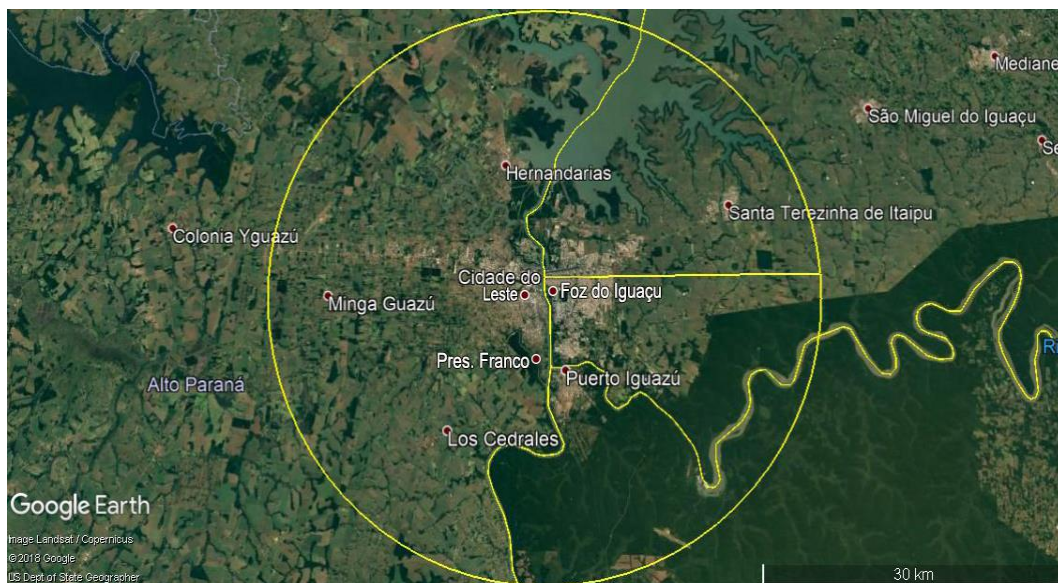 Mediane
São Miguel do Iguaçu
Se
Hernandarias
Santa Terezinha de Itaipu
Colonia Yguazú
Cidade do
Leste
Foz do Iguaçu
Minga Guazú
Pres. Franco
R
Puerto Iguazú
Alto Paraná
Los Cedrales
Google Earth
Image Landsat / Copernicus
©2018 Google
US Dept of State Geographer
30 km